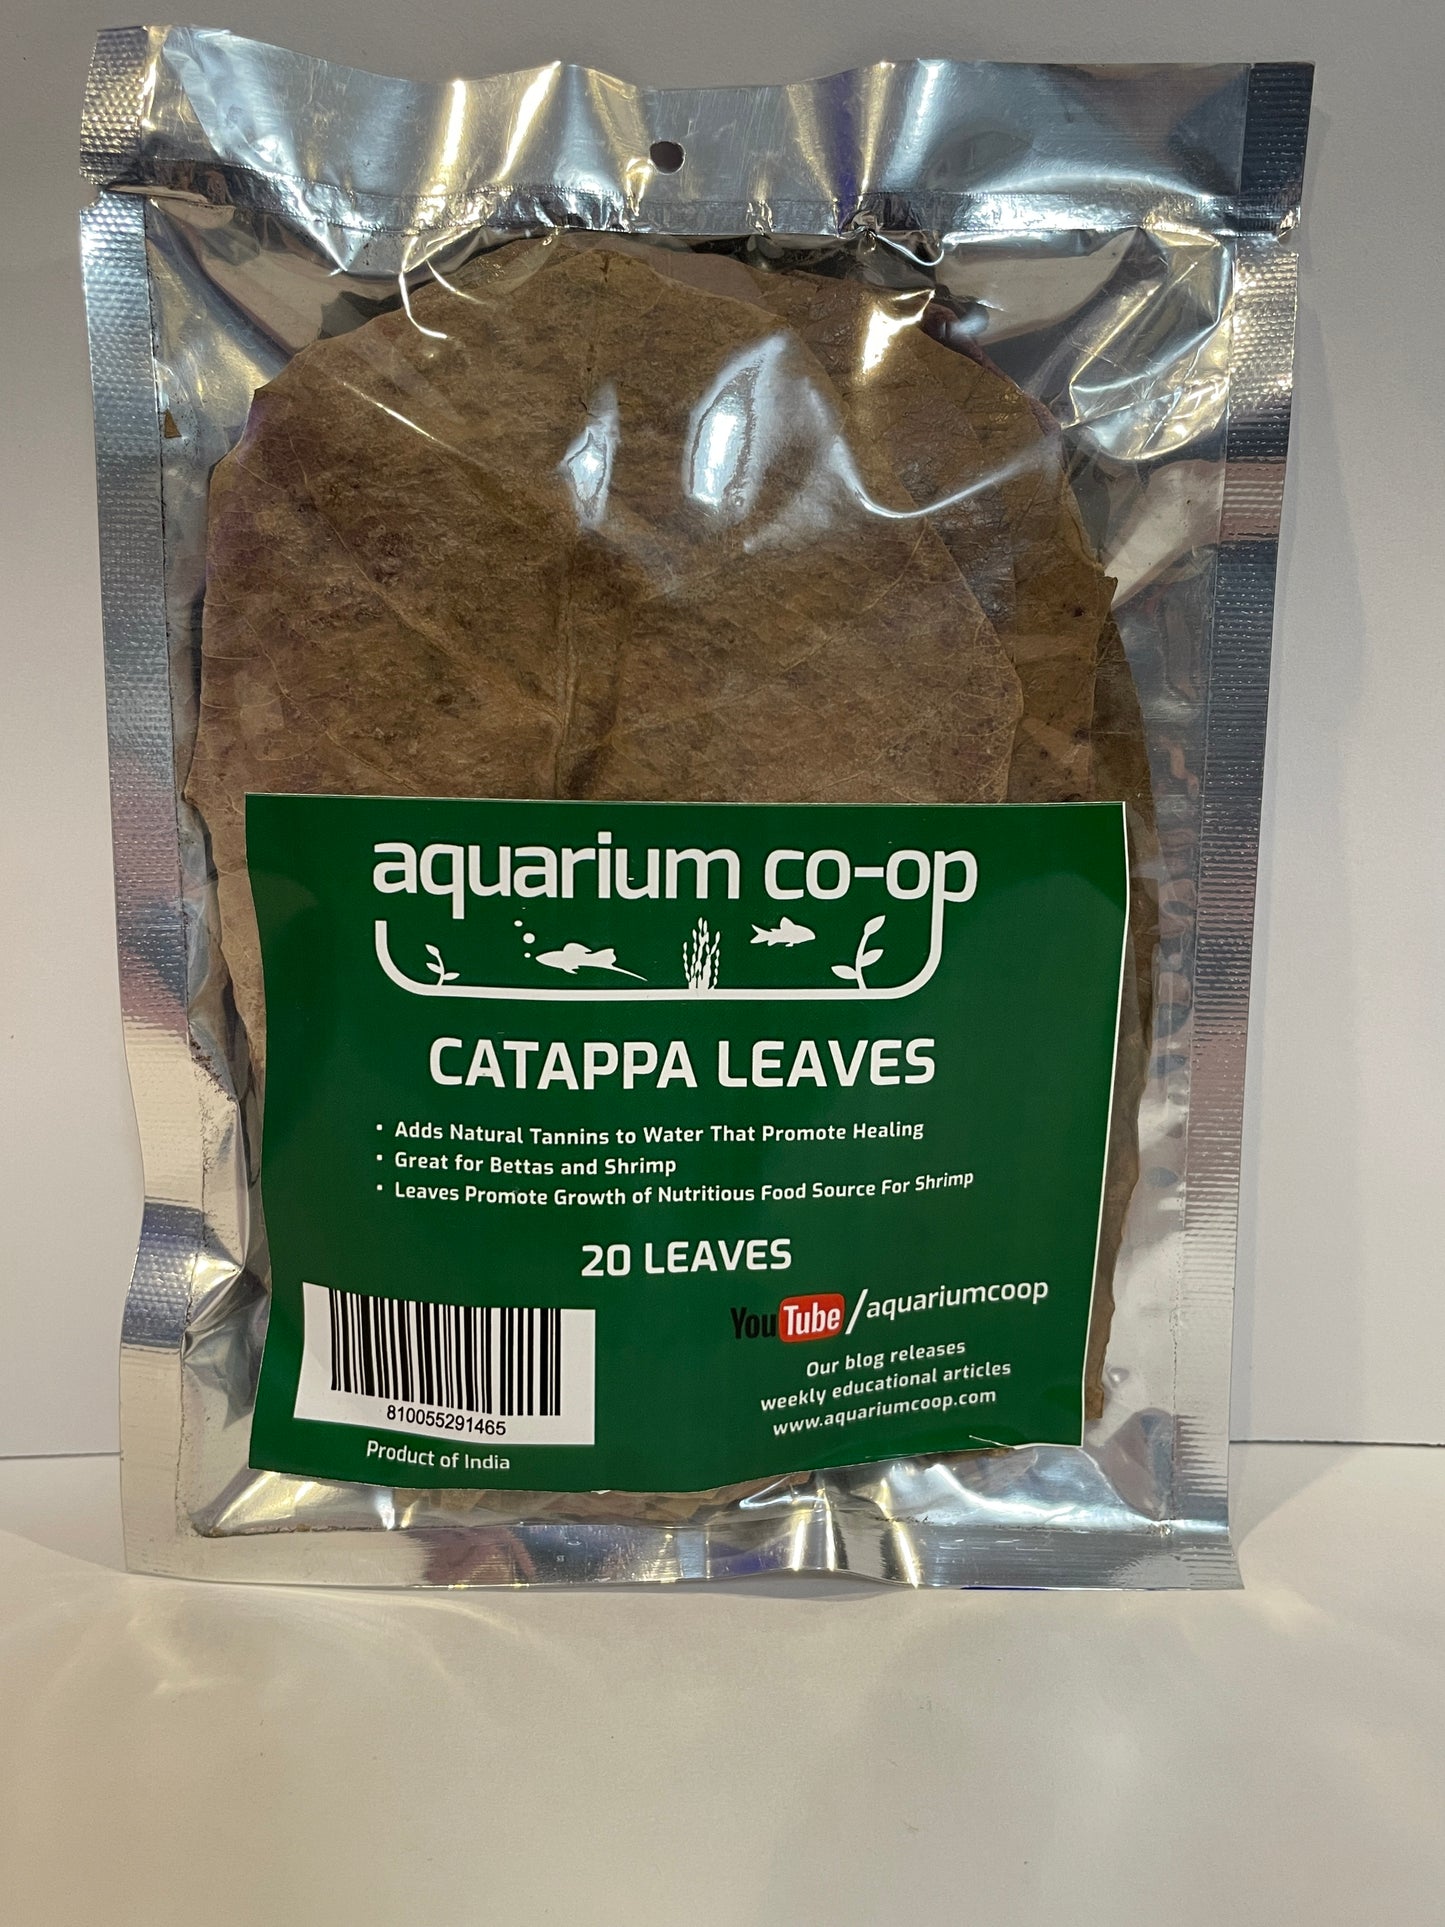 aquarium co-op
CATAPPA LEAVES
• Adds Natural Tannins to Water That Promote Healing
• Great for Bettas and Shrimp
• Leaves Promote Growth of Nutritious Food Source For Shrimp
20 LEAVES
YouTube/aquariumcoop
Our blog releases
weekly educational articles
www.aquariumcoop.com
810055291465
Product of India